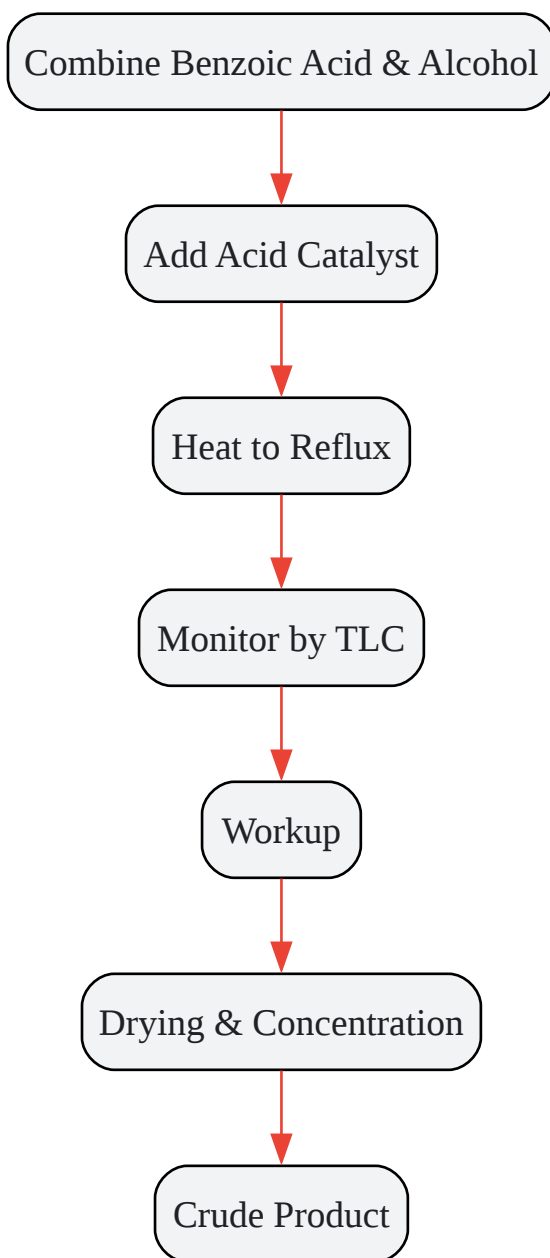 Combine Benzoic Acid & Alcohol
Add Acid Catalyst
Heat to Reflux
Monitor by TLC
Workup
Drying & Concentration
Crude Product